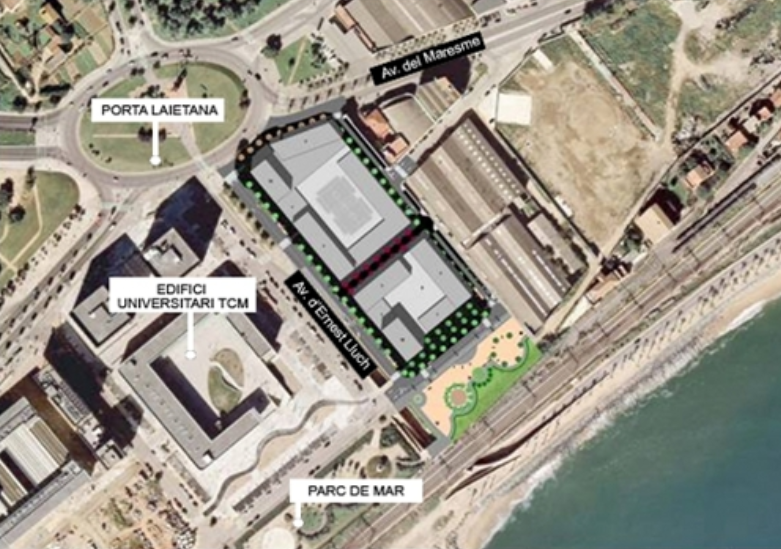 Av. del Maresme
PORTA LAIETANA
EDIFICI
UNIVERSITARI TCM
Av. d'Ernest Lluch
PARC DE MAR